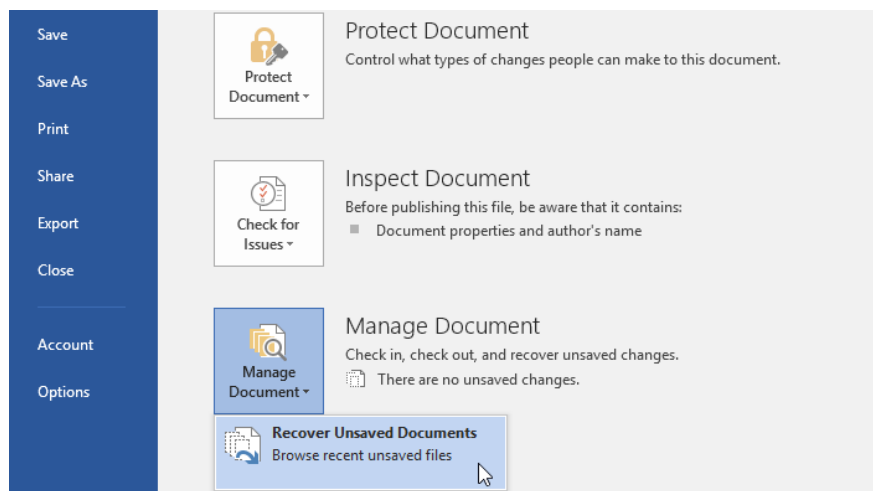 Save
Save As
Print
Share
Export
Close
Account
Options
Protect
Document
Protect Document
Control what types of changes people can make to this document.
Check for
Issues
Inspect Document
Before publishing this file, be aware that it contains:
Document properties and author's name
Manage
Document
Manage Document
Check in, check out, and recover unsaved changes.
There are no unsaved changes.
Recover Unsaved Documents
Browse recent unsaved files